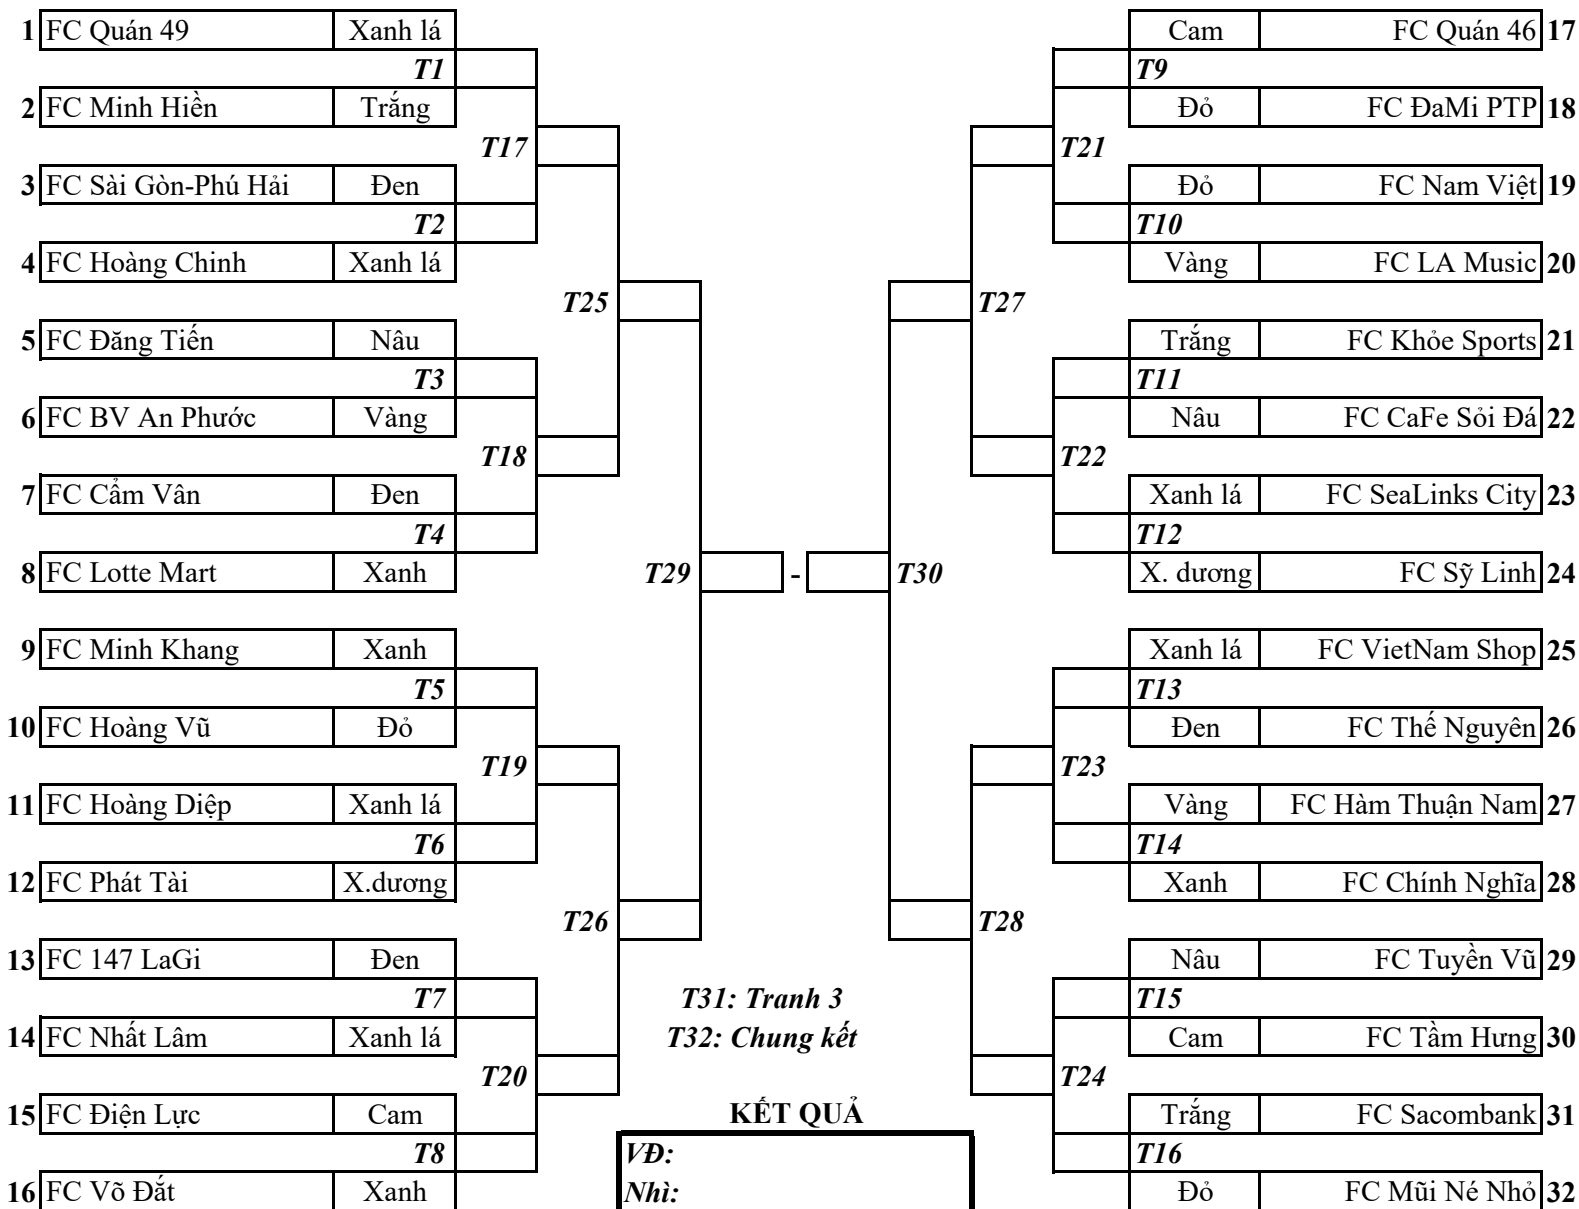 1 FC Quán 49 Xanh lá Cam FC Quán 46 17
T1 T9
2 FC Minh Hiền Trắng Đỏ FC ĐaMi PTP 18
T17 T21
3 FC Sài Gòn-Phú Hải Đen Đỏ FC Nam Việt 19
T2 T10
4 FC Hoàng Chinh Xanh lá Vàng FC LA Music 20
T25 T27
5 FC Đăng Tiến Nâu Trắng FC Khỏe Sports 21
T3 T11
6 FC BV An Phước Vàng Nâu FC CaFe Sỏi Đá 22
T18 T22
7 FC Cẩm Vân Đen Xanh lá FC SeaLinks City 23
T4 T12
8 FC Lotte Mart Xanh T29 - T30 X. dương FC Sỹ Linh 24
9 FC Minh Khang Xanh Xanh lá FC VietNam Shop 25
T5 T13
10 FC Hoàng Vũ Đỏ Đen FC Thế Nguyên 26
T19 T23
11 FC Hoàng Diệp Xanh lá Vàng FC Hàm Thuận Nam 27
T6 T14
12 FC Phát Tài X.dương Xanh FC Chính Nghĩa 28
T26 T28
13 FC 147 LaGi Đen Nâu FC Tuyền Vũ 29
T7 T31: Tranh 3 T15
14 FC Nhất Lâm Xanh lá T32: Chung kết Cam FC Tầm Hưng 30
T20 T24
15 FC Điện Lực Cam KẾT QUẢ Trắng FC Sacombank 31
T8 VĐ: T16
16 FC Võ Đắt Xanh Nhì: Đỏ FC Mũi Né Nhỏ 32